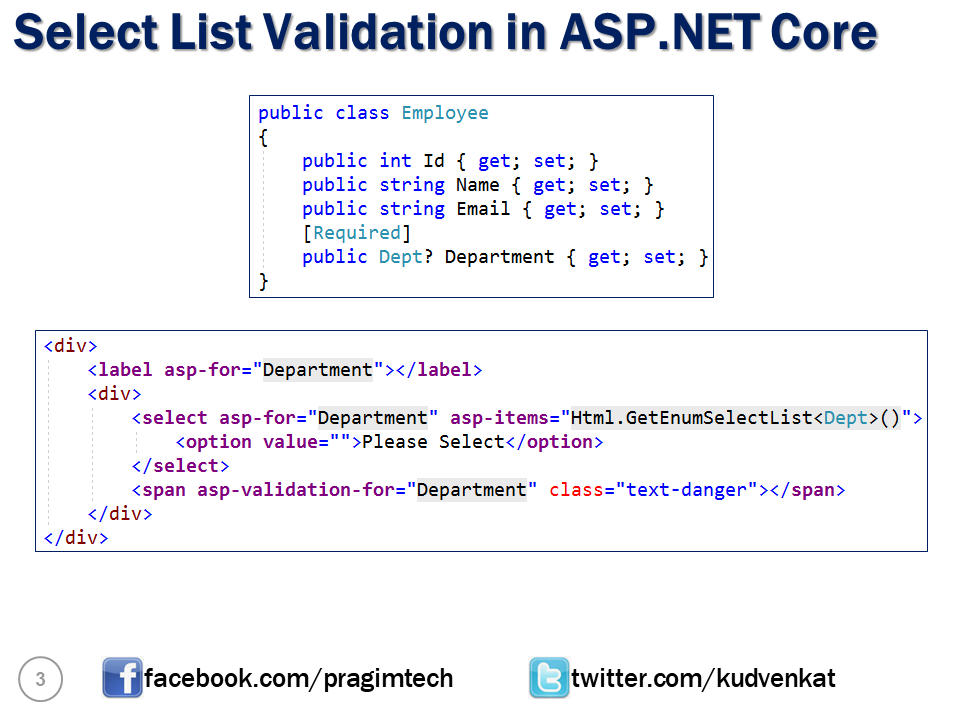 Select List Validation in ASP.NET Core
public class Employee
{
    public int Id { get; set; }
    public string Name { get; set; }
    public string Email { get; set; }
    [Required]
    public Dept? Department { get; set; }
}
<div>
    <label asp-for="Department"></label>
    <div>
        <select asp-for="Department" asp-items="Html.GetEnumSelectList<Dept>()">
            <option value="">Please Select</option>
        </select>
        <span asp-validation-for="Department" class="text-danger"></span>
    </div>
</div>
3 facebook.com/pragimtech twitter.com/kudvenkat